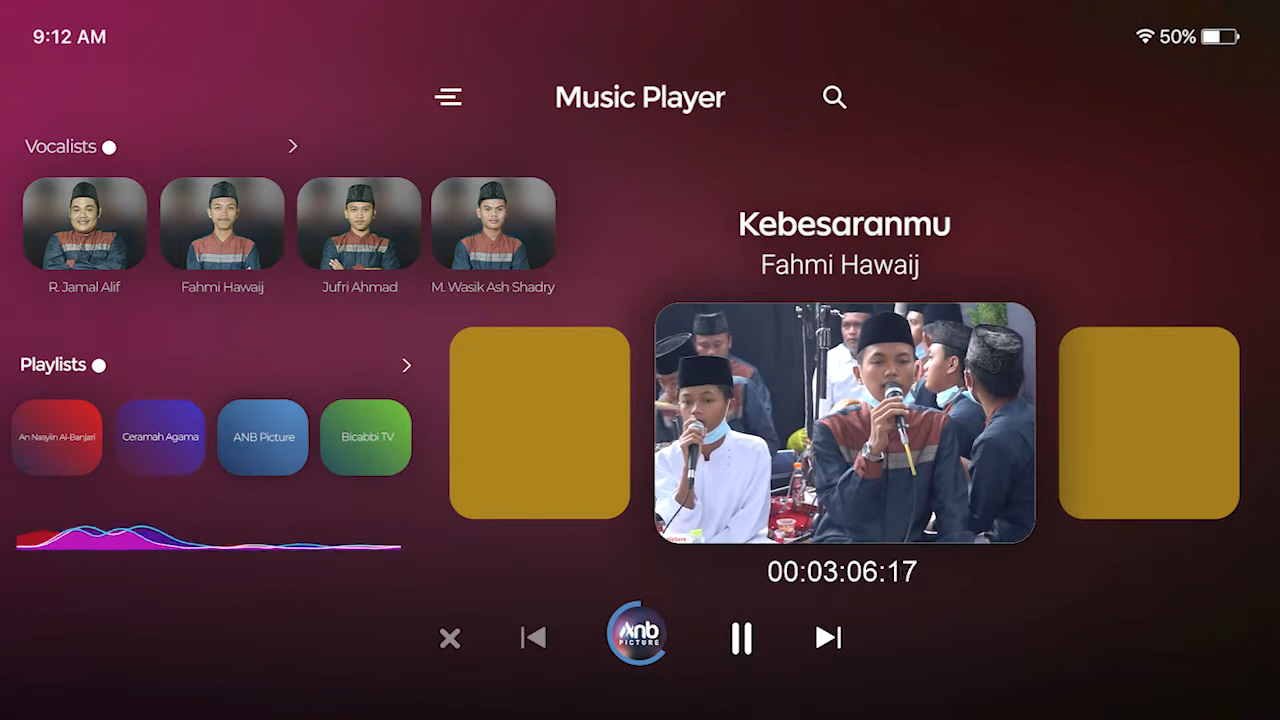 9:12 AM
50%
Music Player
Vocalists
R. Jamal Alif
Fahmi Hawaij
Jufri Ahmad
M. Wasik Ash Shadry
Kebesaranmu
Fahmi Hawaij
Playlists
An Nasyiin Al-Banjari
Ceramah Agama
ANB Picture
Bicabbi TV
picture
00:03:06:17
Anb
PICTURE